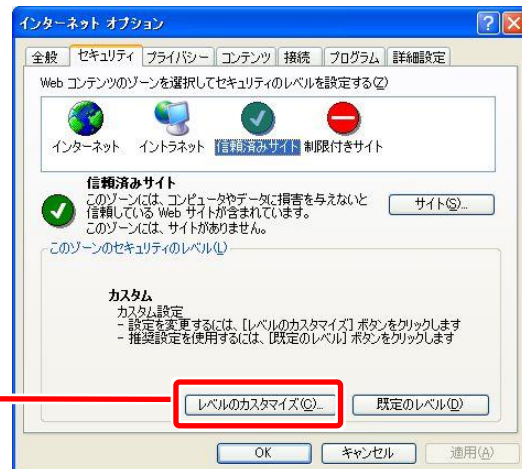 インターネット オプション
全般 セキュリティ プライバシー コンテンツ 接続 プログラム 詳細設定
Web コンテンツのゾーンを選択してセキュリティのレベルを設定する(Z)
インターネット イントラネット 信頼済みサイト 制限付きサイト
信頼済みサイト
このゾーンには、コンピュータやデータに損害を与えないと
信頼している Web サイトが含まれています。
このゾーンには、サイトがありません。
サイト(S)...
このゾーンのセキュリティのレベル(L)
カスタム
カスタム設定
- 設定を変更するには、[レベルのカスタマイズ] ボタンをクリックします
- 推奨設定を使用するには、[既定のレベル] ボタンをクリックします
レベルのカスタマイズ(C)... 既定のレベル(D)
OK キャンセル 適用(A)